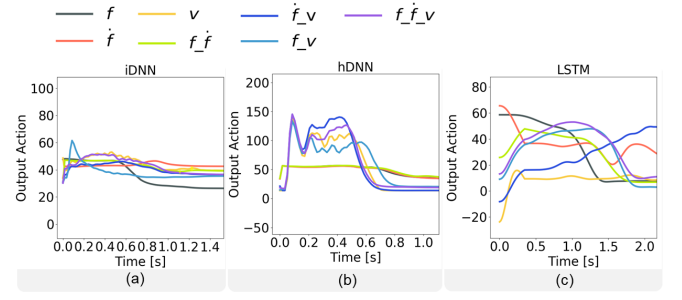 f v ḟ_v f_ḟ_v
ḟ f_ḟ f_v
iDNN hDNN LSTM
Output Action 100 80 60 40 20 0
0.0 0.2 0.4 0.6 0.8 1.0 1.2 1.4
Time [s]
(a)
Output Action 200 150 100 50 0 −50
0.0 0.2 0.4 0.6 0.8 1.0
Time [s]
(b)
Output Action 80 60 40 20 0 −20
0.0 0.5 1.0 1.5 2.0
Time [s]
(c)